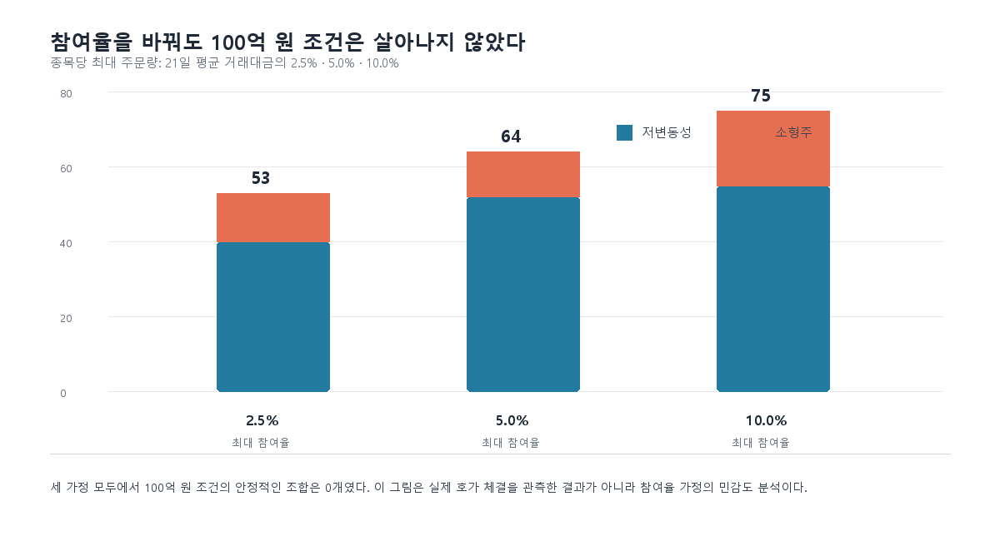 참여율을 바꿔도 100억 원 조건은 살아나지 않았다
종목당 최대 주문량: 21일 평균 거래대금의 2.5% · 5.0% · 10.0%
80
60
40
20
0
53
64
75
저변동성
소형주
2.5%
최대 참여율
5.0%
최대 참여율
10.0%
최대 참여율
세 가정 모두에서 100억 원 조건의 안정적인 조합은 0개였다. 이 그림은 실제 호가 체결을 관측한 결과가 아니라 참여율 가정의 민감도 분석이다.